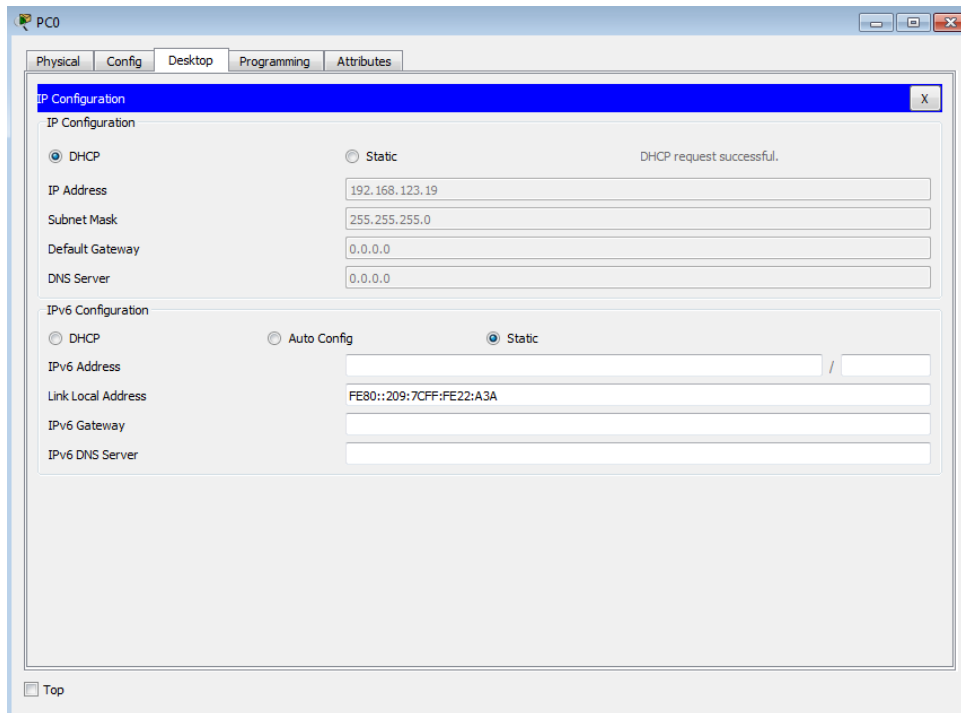 PC0
Physical Config Desktop Programming Attributes
IP Configuration X
IP Configuration
DHCP Static DHCP request successful.
IP Address 192.168.123.19
Subnet Mask 255.255.255.0
Default Gateway 0.0.0.0
DNS Server 0.0.0.0
IPv6 Configuration
DHCP Auto Config Static
IPv6 Address /
Link Local Address FE80::209:7CFF:FE22:A3A
IPv6 Gateway
IPv6 DNS Server
Top